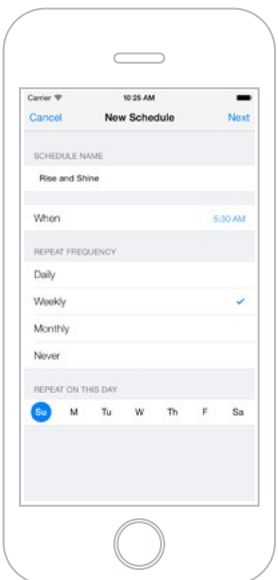 Carrier 10:25 AM
Cancel New Schedule Next
SCHEDULE NAME
Rise and Shine
When 5:30 AM
REPEAT FREQUENCY
Daily
Weekly
Monthly
Never
REPEAT ON THIS DAY
Su M Tu W Th F Sa